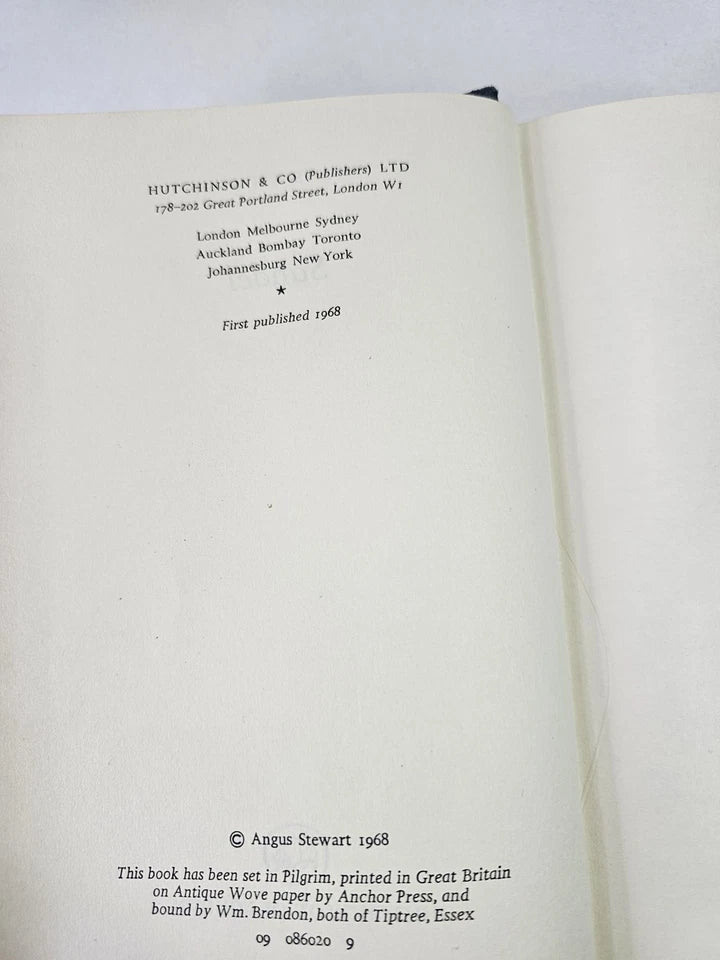 HUTCHINSON & CO (Publishers) LTD
178–202 Great Portland Street, London W1
London Melbourne Sydney
Auckland Bombay Toronto
Johannesburg New York
★
First published 1968
© Angus Stewart 1968
This book has been set in Pilgrim, printed in Great Britain
on Antique Wove paper by Anchor Press, and
bound by Wm. Brendon, both of Tiptree, Essex
09 086020 9